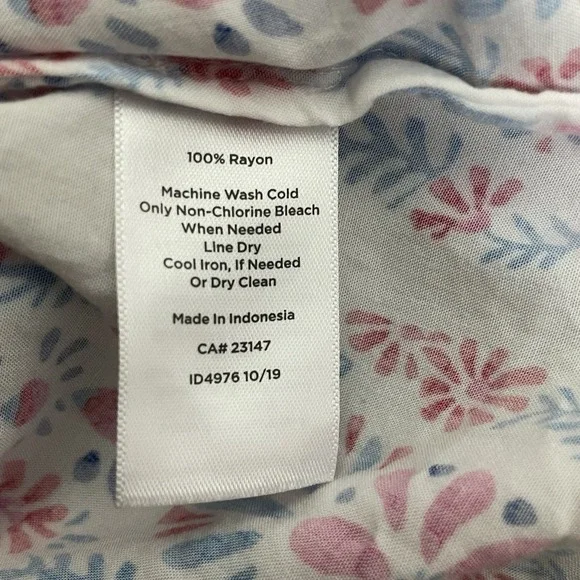 100% Rayon
Machine Wash Cold
Only Non-Chlorine Bleach
When Needed
Line Dry
Cool Iron, If Needed
Or Dry Clean
Made in Indonesia
CA# 23147
ID4976 10/19